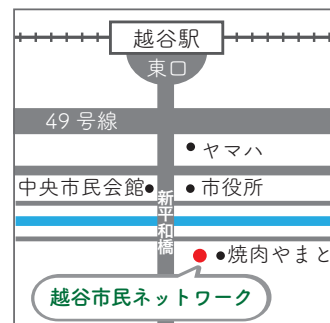 越谷駅
東口
49号線
●ヤマハ
中央市民会館●
●市役所
新平和橋
●焼肉やまと
越谷市民ネットワーク